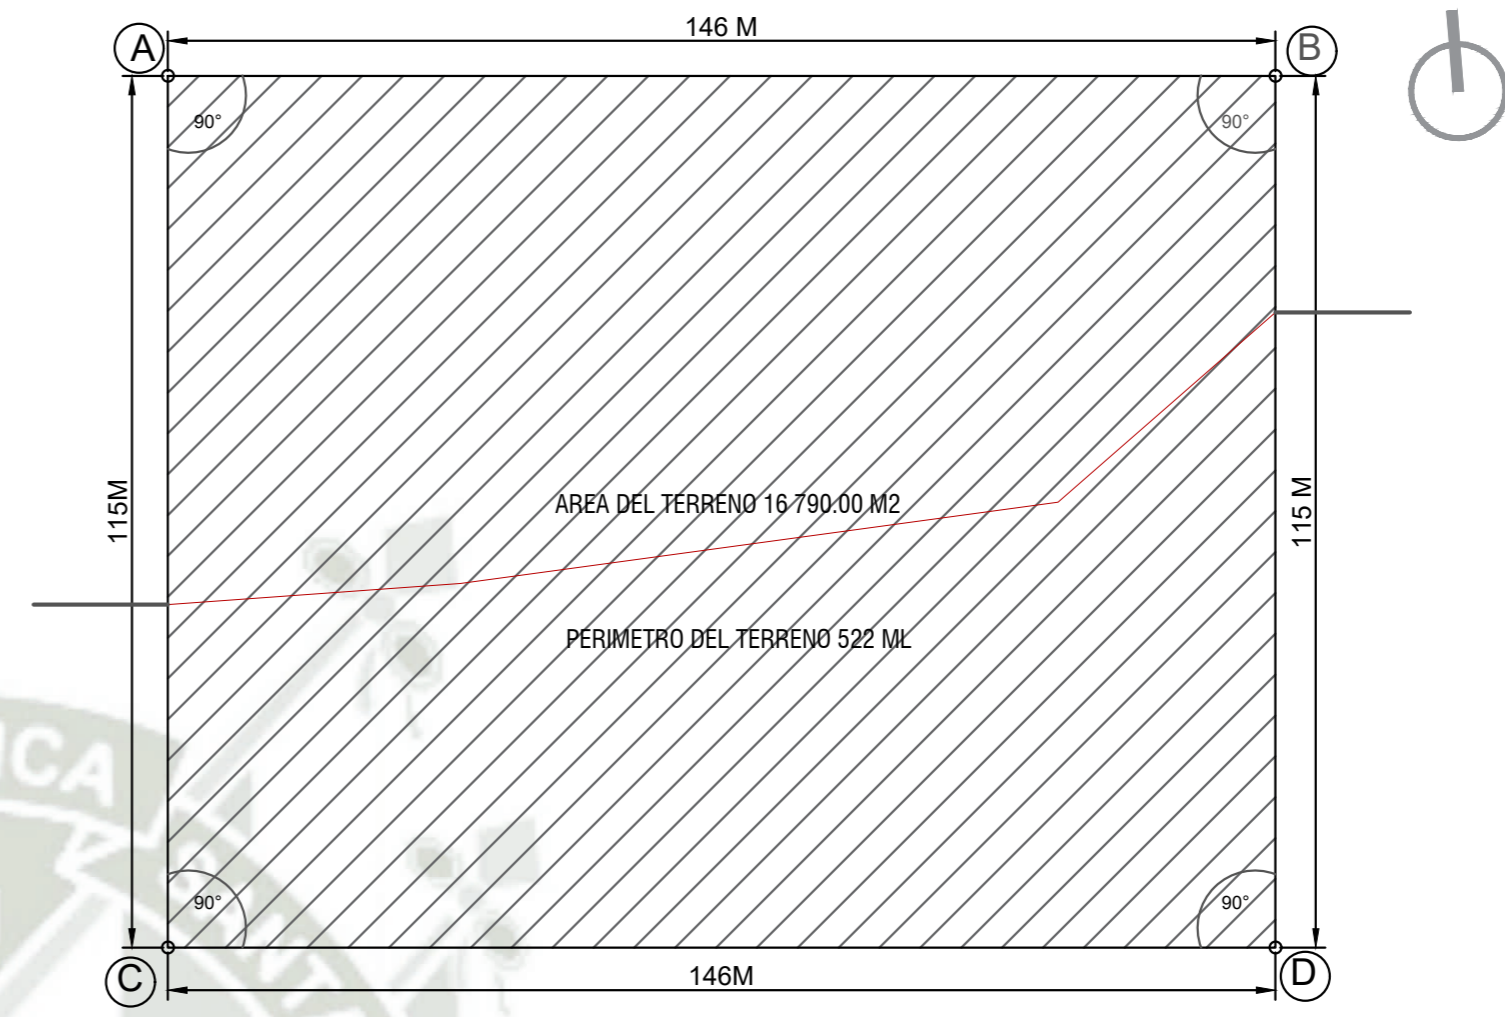 146 M
A
B
90°
90°
115M
115 M
AREA DEL TERRENO 16 790.00 M2
PERIMETRO DEL TERRENO 522 ML
ICA
90°
90°
C
146M
D